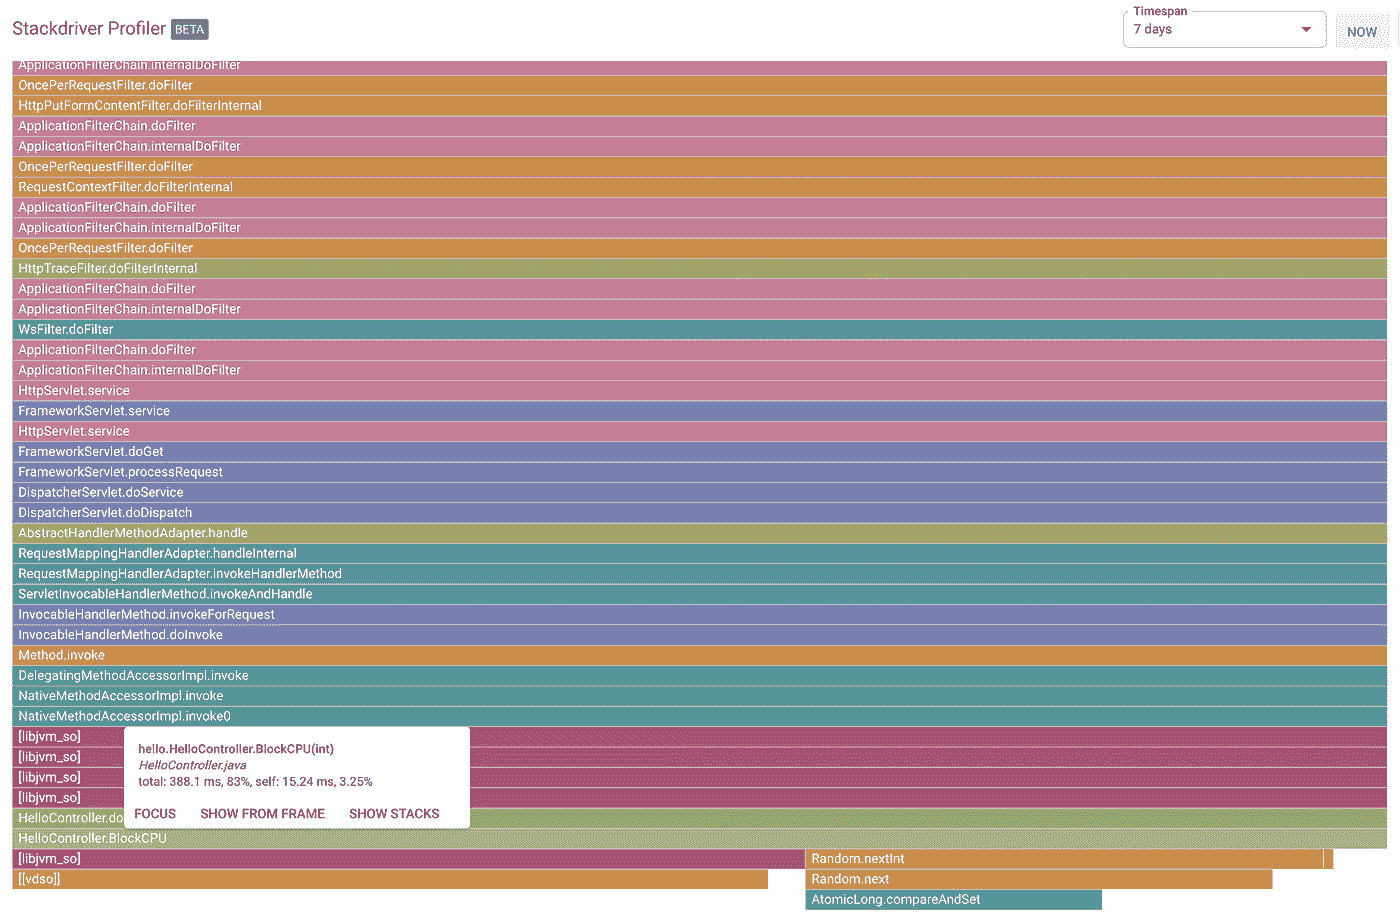 Stackdriver Profiler BETA
Timespan
7 days
NOW
ApplicationFilterChain.internalDoFilter
OncePerRequestFilter.doFilter
HttpPutFormContentFilter.doFilterInternal
ApplicationFilterChain.doFilter
ApplicationFilterChain.internalDoFilter
OncePerRequestFilter.doFilter
RequestContextFilter.doFilterInternal
ApplicationFilterChain.doFilter
ApplicationFilterChain.internalDoFilter
OncePerRequestFilter.doFilter
HttpTraceFilter.doFilterInternal
ApplicationFilterChain.doFilter
ApplicationFilterChain.internalDoFilter
WsFilter.doFilter
ApplicationFilterChain.doFilter
ApplicationFilterChain.internalDoFilter
HttpServlet.service
FrameworkServlet.service
HttpServlet.service
FrameworkServlet.doGet
FrameworkServlet.processRequest
DispatcherServlet.doService
DispatcherServlet.doDispatch
AbstractHandlerMethodAdapter.handle
RequestMappingHandlerAdapter.handleInternal
RequestMappingHandlerAdapter.invokeHandlerMethod
ServletInvocableHandlerMethod.invokeAndHandle
InvocableHandlerMethod.invokeForRequest
InvocableHandlerMethod.doInvoke
Method.invoke
DelegatingMethodAccessorImpl.invoke
NativeMethodAccessorImpl.invoke
NativeMethodAccessorImpl.invoke0
[libjvm_so]
[libjvm_so]
[libjvm_so]
[libjvm_so]
hello.HelloController.BlockCPU(int)
HelloController.java
total: 388.1 ms, 83%, self: 15.24 ms, 3.25%
FOCUS SHOW FROM FRAME SHOW STACKS
HelloController.do
HelloController.BlockCPU
[libjvm_so] Random.nextInt
[[vdso]] Random.next
AtomicLong.compareAndSet